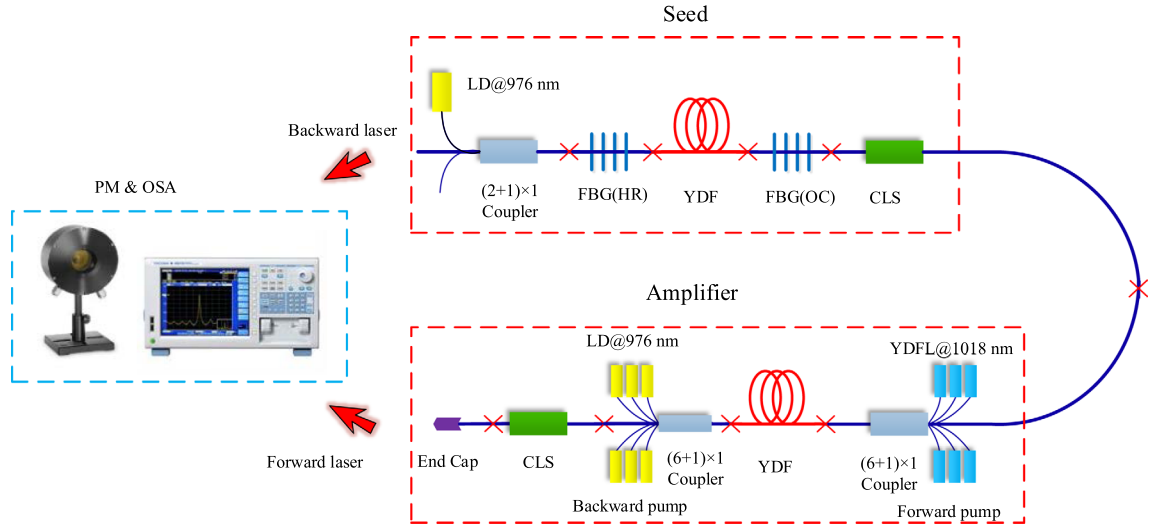 Seed
LD@976 nm
Backward laser
(2+1)×1
Coupler
FBG(HR)
YDF
FBG(OC)
CLS
PM & OSA
Amplifier
LD@976 nm
YDFL@1018 nm
Forward laser
End Cap
CLS
(6+1)×1
Coupler
YDF
(6+1)×1
Coupler
Backward pump
Forward pump